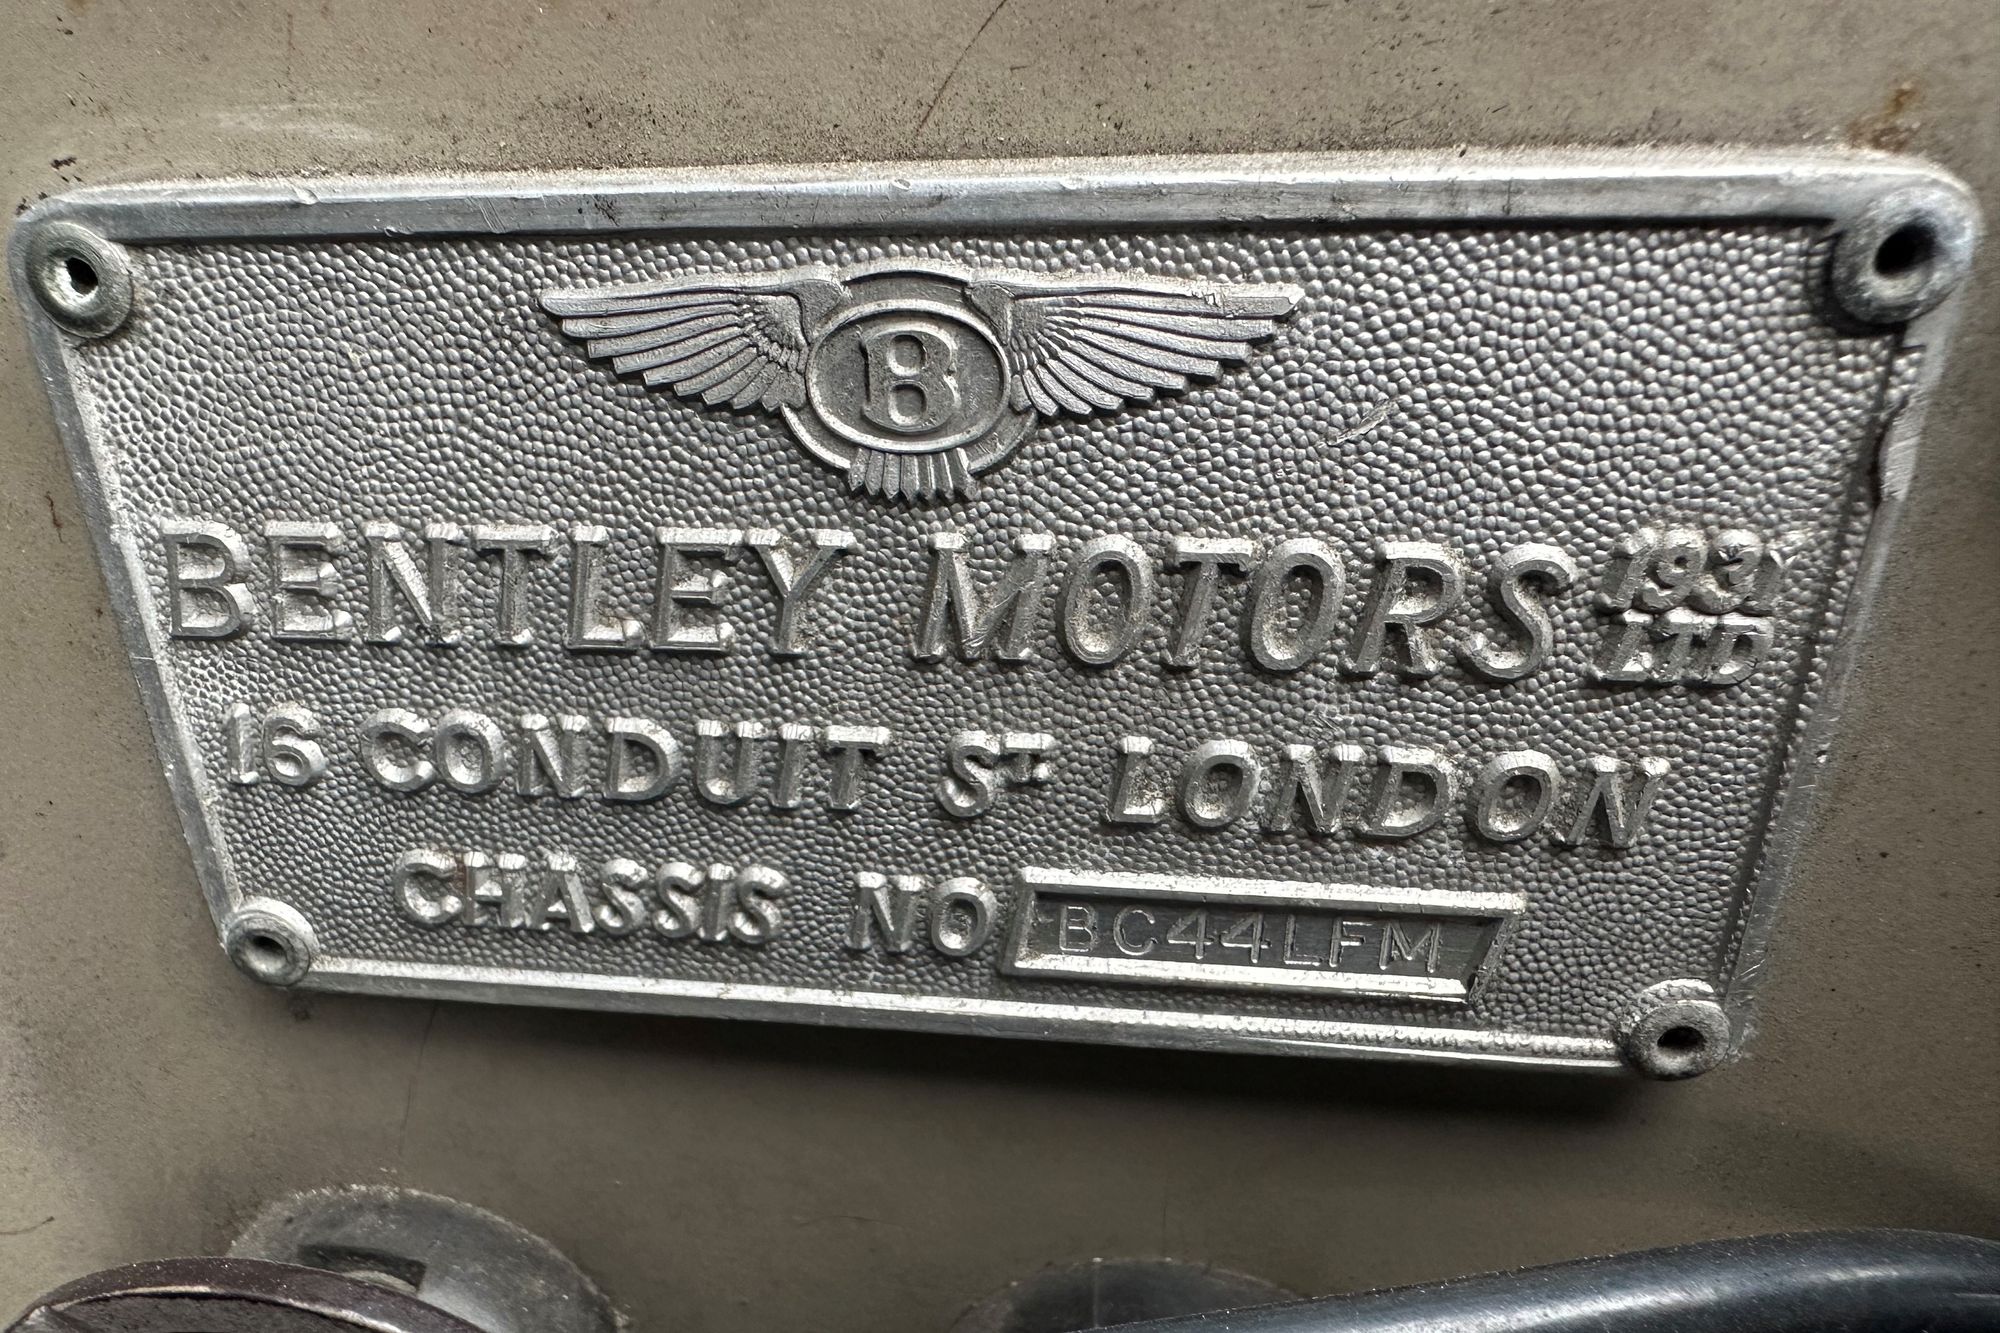 B
BENTLEY MOTORS 1931 LTD
16 CONDUIT ST LONDON
CHASSIS NO BC44LFM